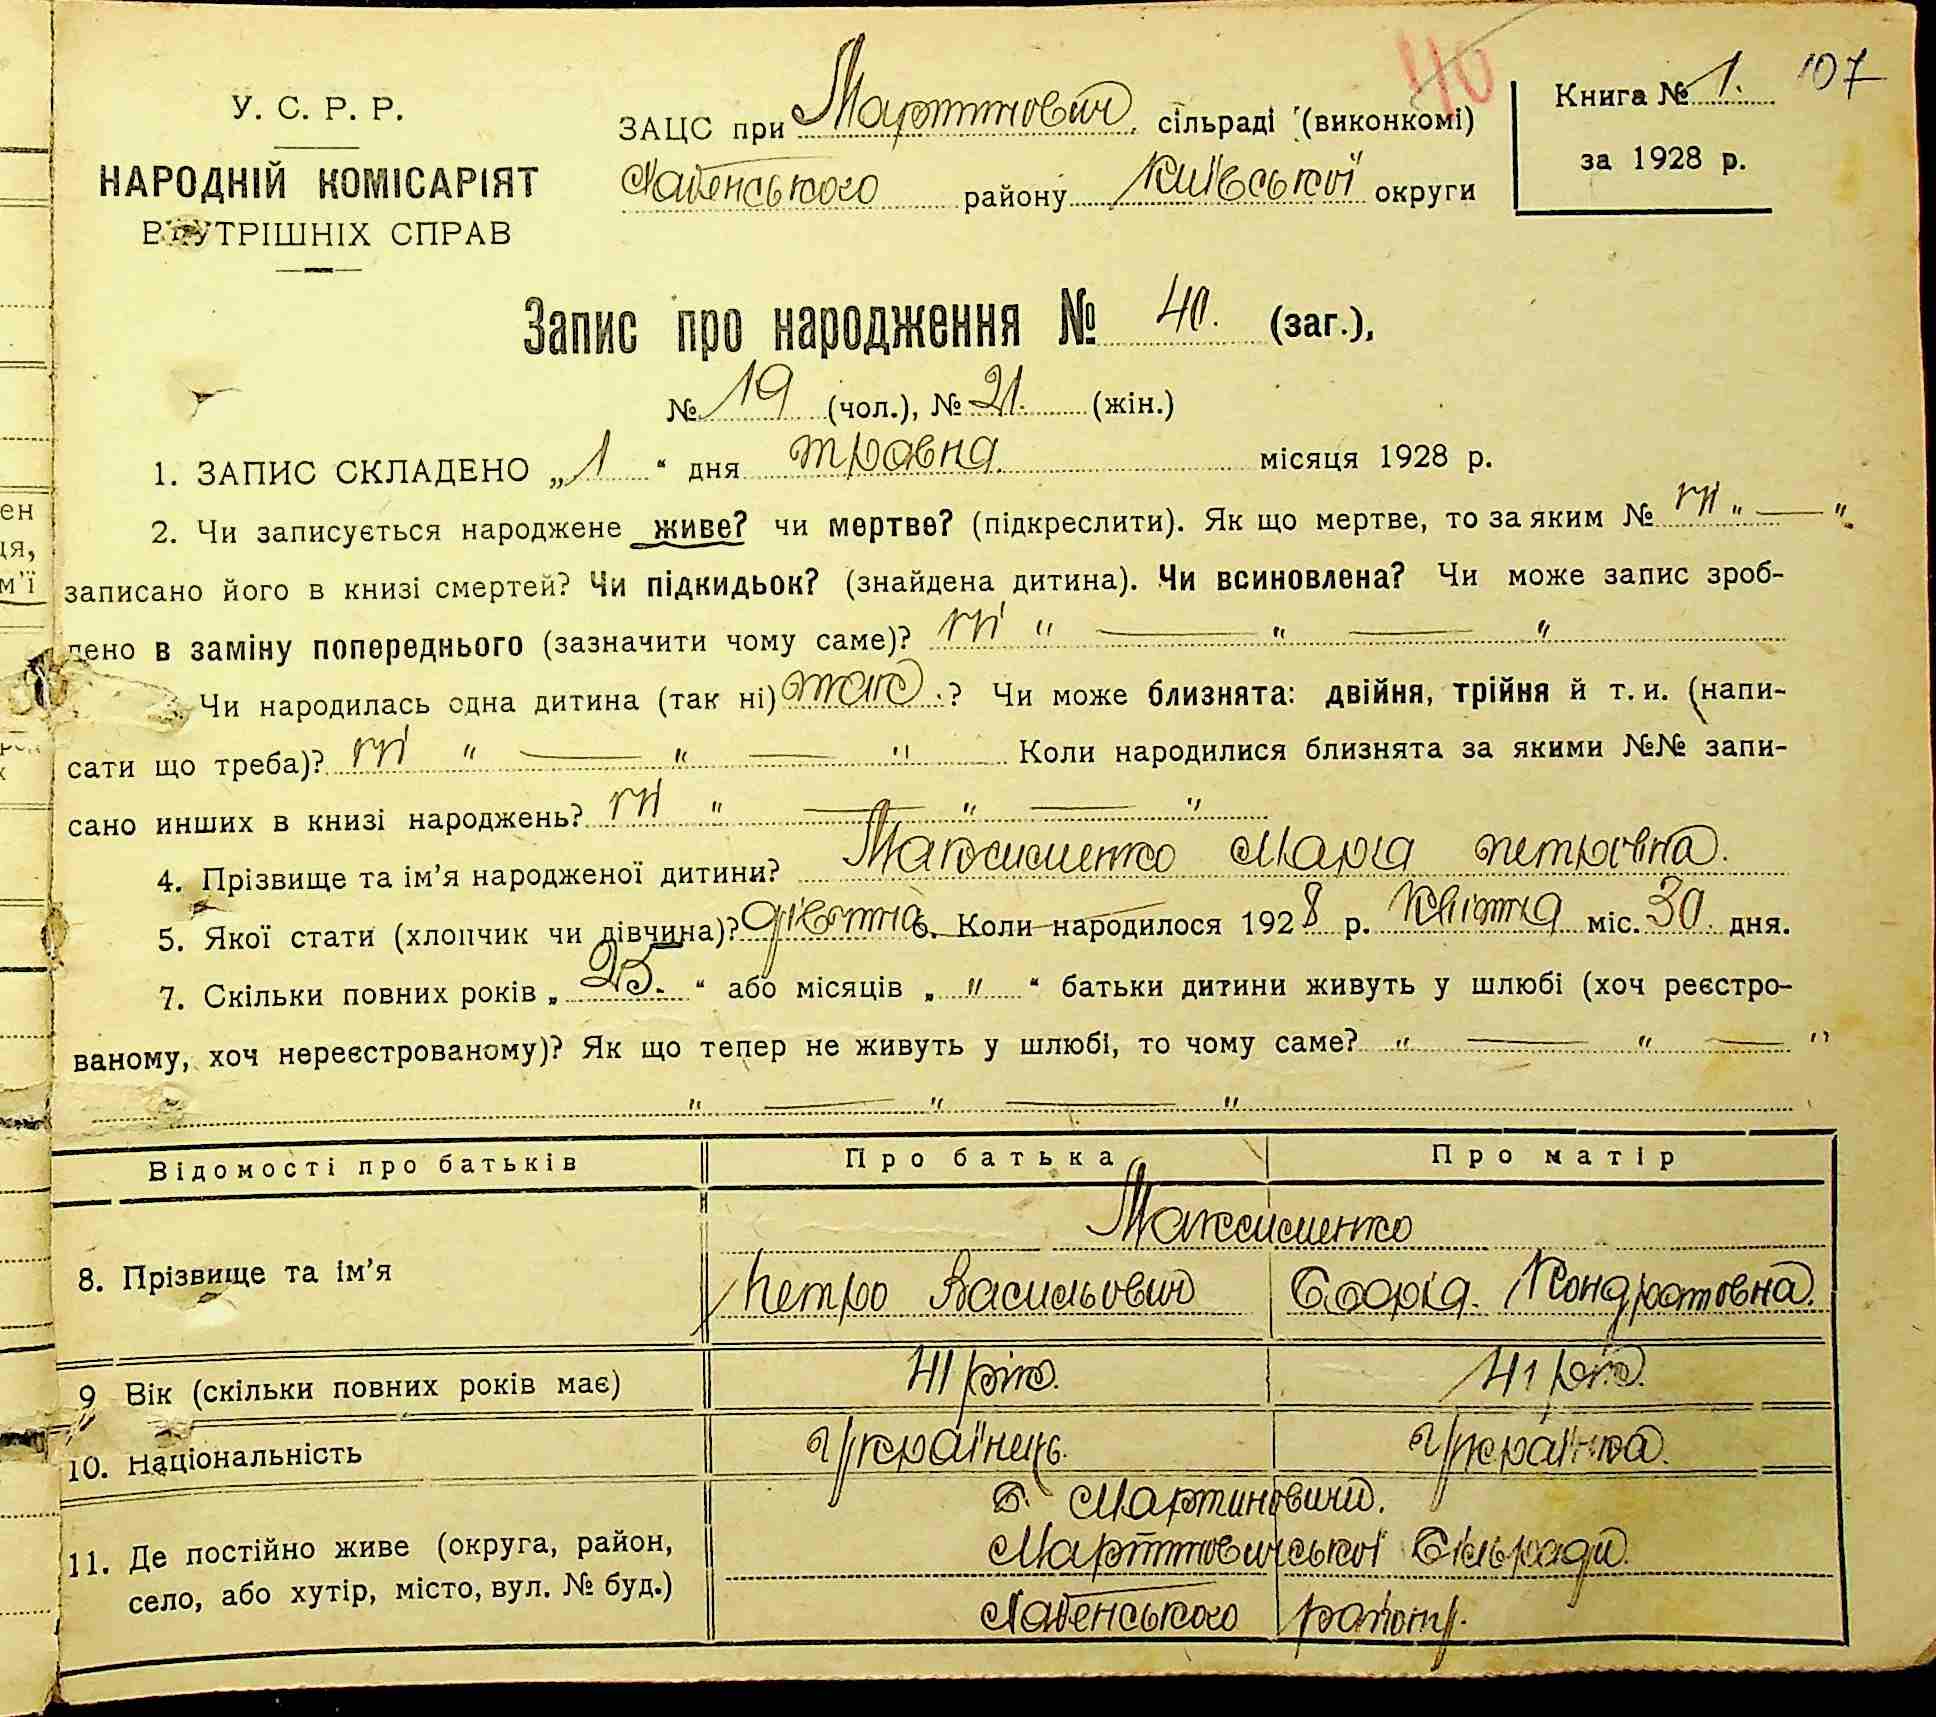 40
107
У. С. Р. Р.
НАРОДНІЙ КОМІСАРІЯТ
ВНУТРІШНІХ СПРАВ
ЗАЦС при Мартинович. сільраді (виконкомі)
району Київської округи
Книга № 1.
за 1928 р.
Запис про народження № 40. (заг.),
№ 19 (чол.), № 21. (жін.)
1. ЗАПИС СКЛАДЕНО „1“ дня травня місяця 1928 р.
2. Чи записується народжене живе? чи мертве? (підкреслити). Як що мертве, то за яким № ні „ — “
записано його в книзі смертей? Чи підкидьок? (знайдена дитина). Чи всиновлена? Чи може запис зроб-
лено в заміну попереднього (зазначити чому саме)? ні “ — “ — “
Чи народилась одна дитина (так ні) так.? Чи може близнята: двійня, трійня й т. и. (напи-
сати що треба)? ні “ — “ — “ Коли народилися близнята за якими №№ запи-
сано инших в книзі народжень? ні “ — “ — “
4. Прізвище та ім’я народженої дитини? Максименко Марія петровна.
5. Якої стати (хлопчик чи дівчина)? 6. Коли народилося 1928 р. Квітня міс. 30. дня.
7. Скільки повних років „ 25. “ або місяців „ “ “ батьки дитини живуть у шлюбі (хоч реєстро-
ваному, хоч нереєстрованому)? Як що тепер не живуть у шлюбі, то чому саме? “ — “ — “
“ — “ — “
Відомості про батьків Про батька Про матір
Максименко
8. Прізвище та ім’я Петро Васильович Софія. Кондратовна.
9 Вік (скільки повних років має) 41 рік. 41 рік.
10. Національність Українець. Українка.
С. Мартиновичи.
11. Де постійно живе (округа, район, Мартиновицької Сільради.
село, або хутір, місто, вул. № буд.) району.